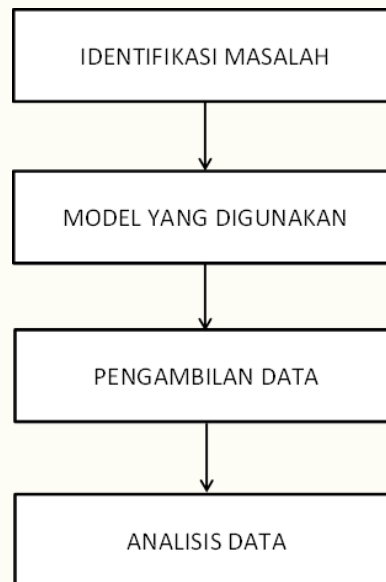 IDENTIFIKASI MASALAH
MODEL YANG DIGUNAKAN
PENGAMBILAN DATA
ANALISIS DATA